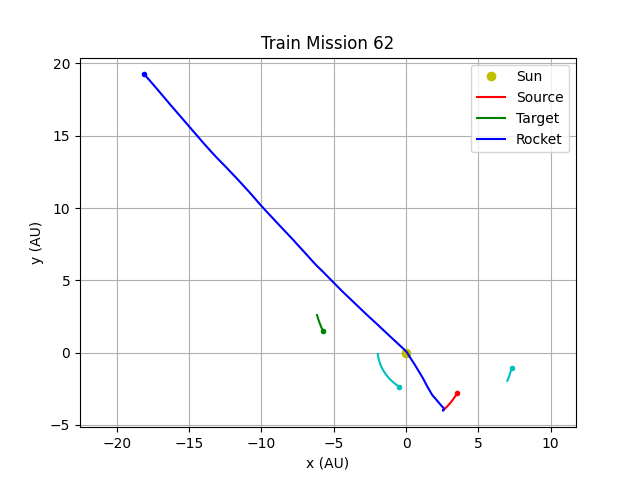 Train Mission 62
Sun
Source
Target
Rocket
20
15
10
5
0
−5
y (AU)
−20
−15
−10
−5
0
5
10
x (AU)